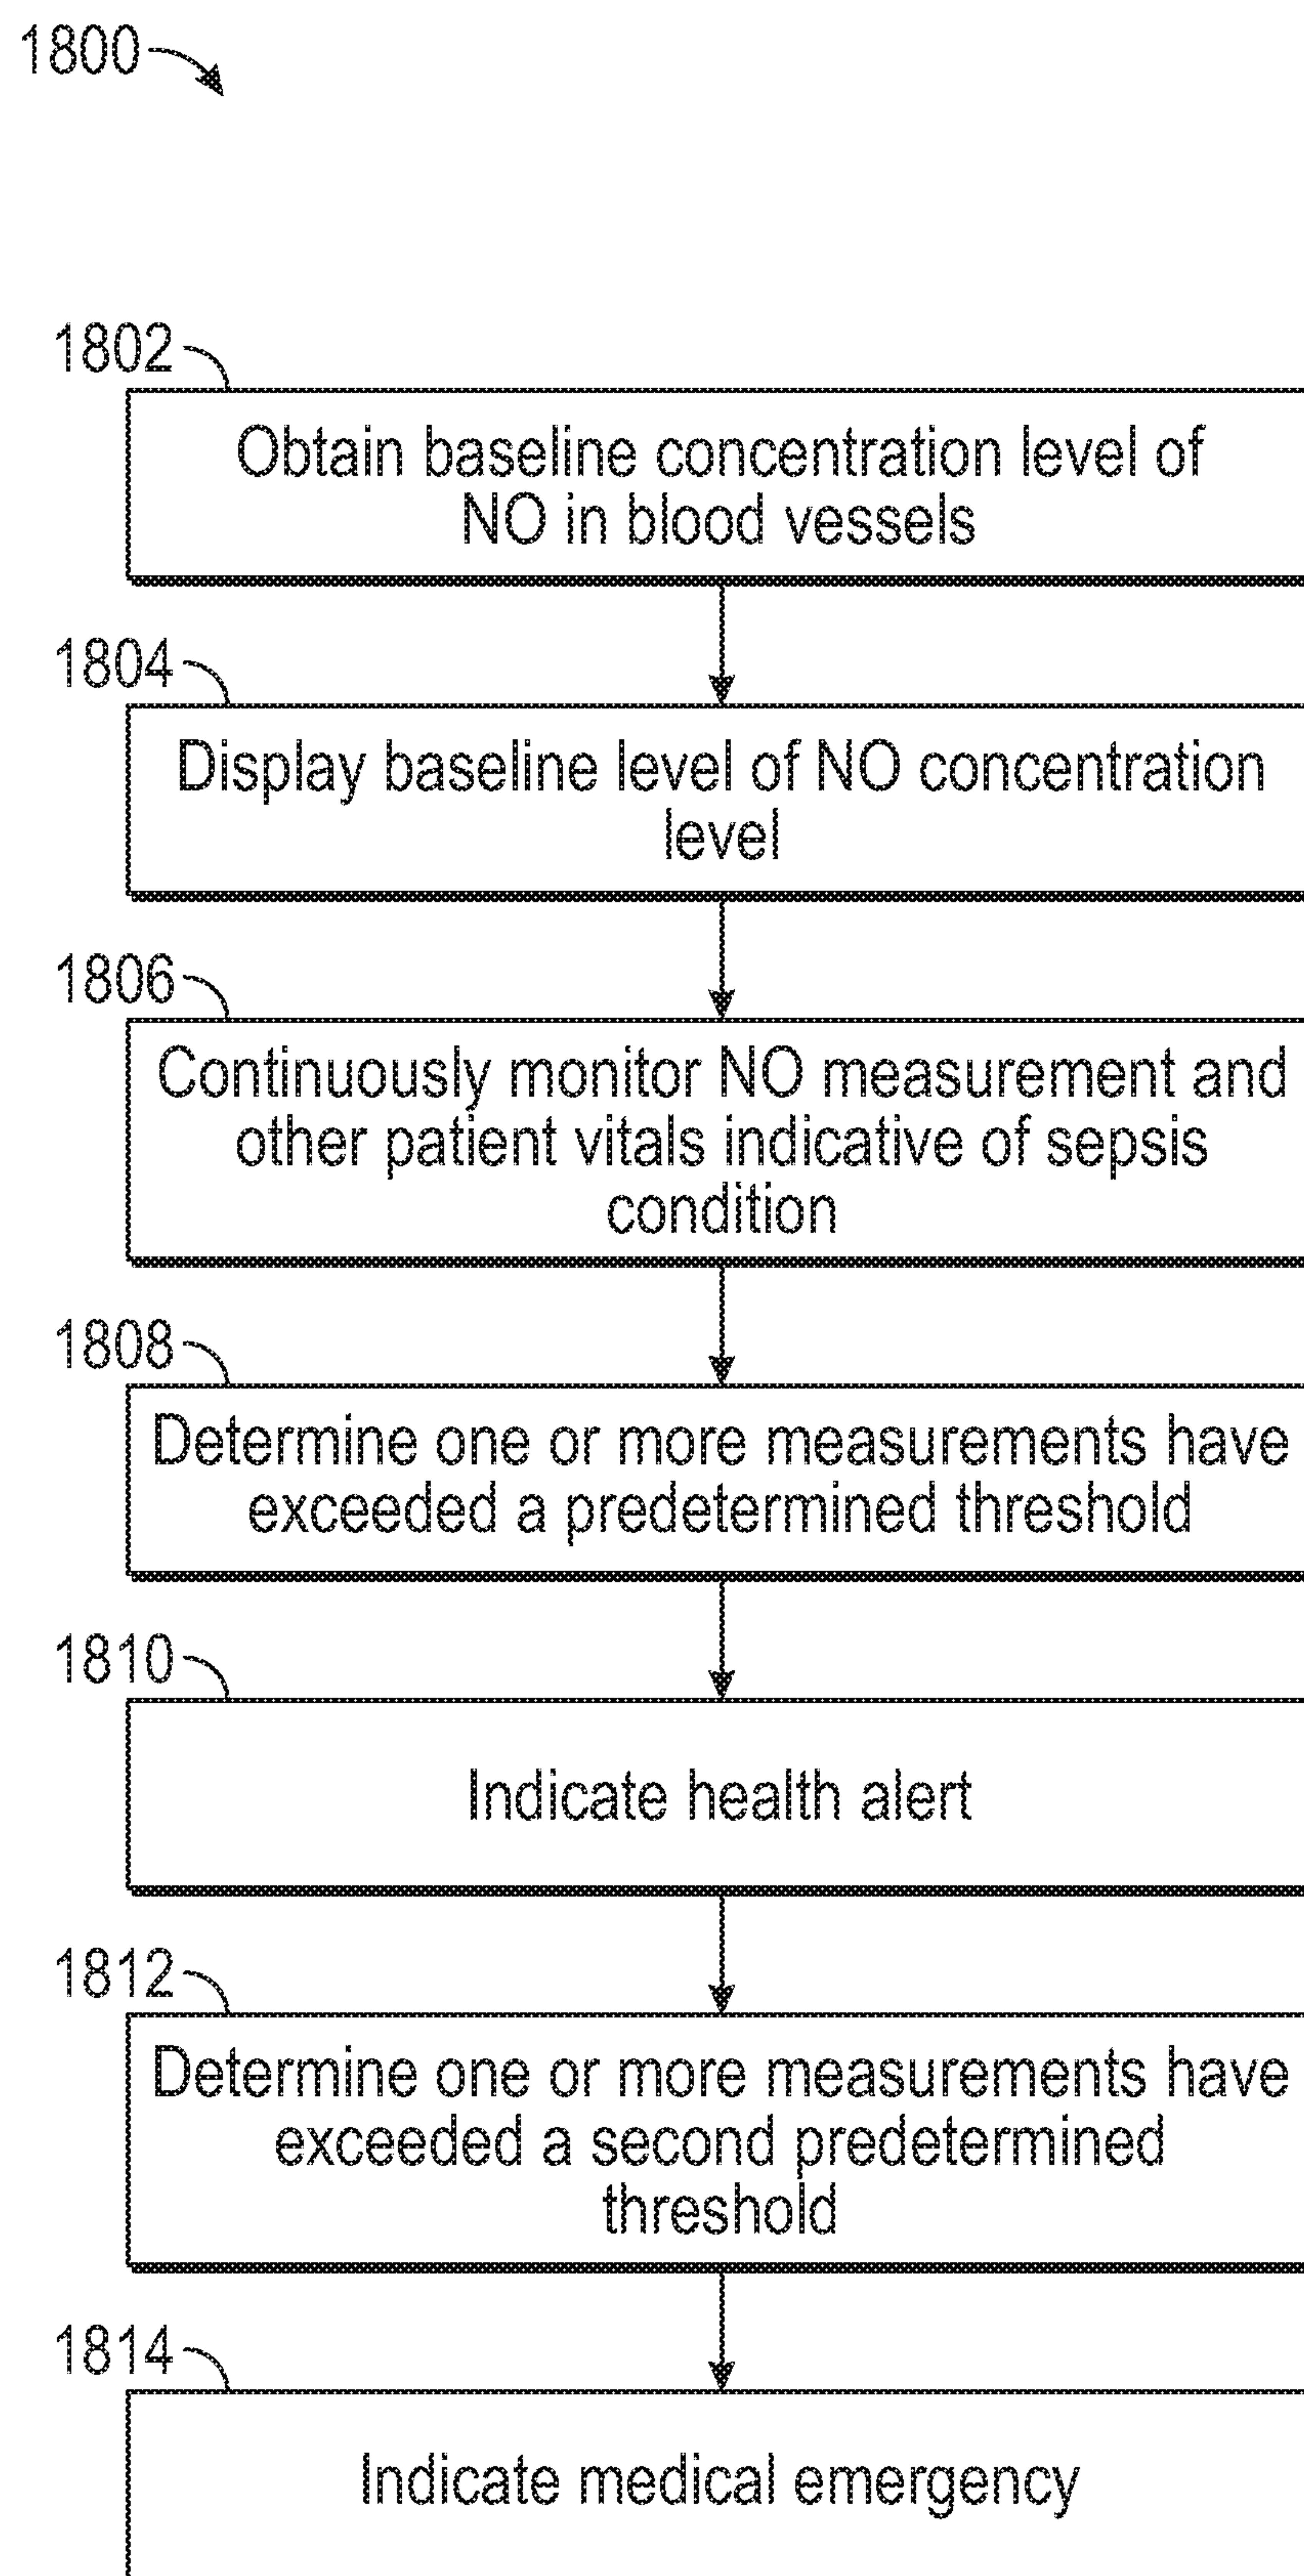 1800
1802
Obtain baseline concentration level of
NO in blood vessels
1804
Display baseline level of NO concentration
level
1806
Continuously monitor NO measurement and
other patient vitals indicative of sepsis
condition
1808
Determine one or more measurements have
exceeded a predetermined threshold
1810
Indicate health alert
1812
Determine one or more measurements have
exceeded a second predetermined
threshold
1814
Indicate medical emergency